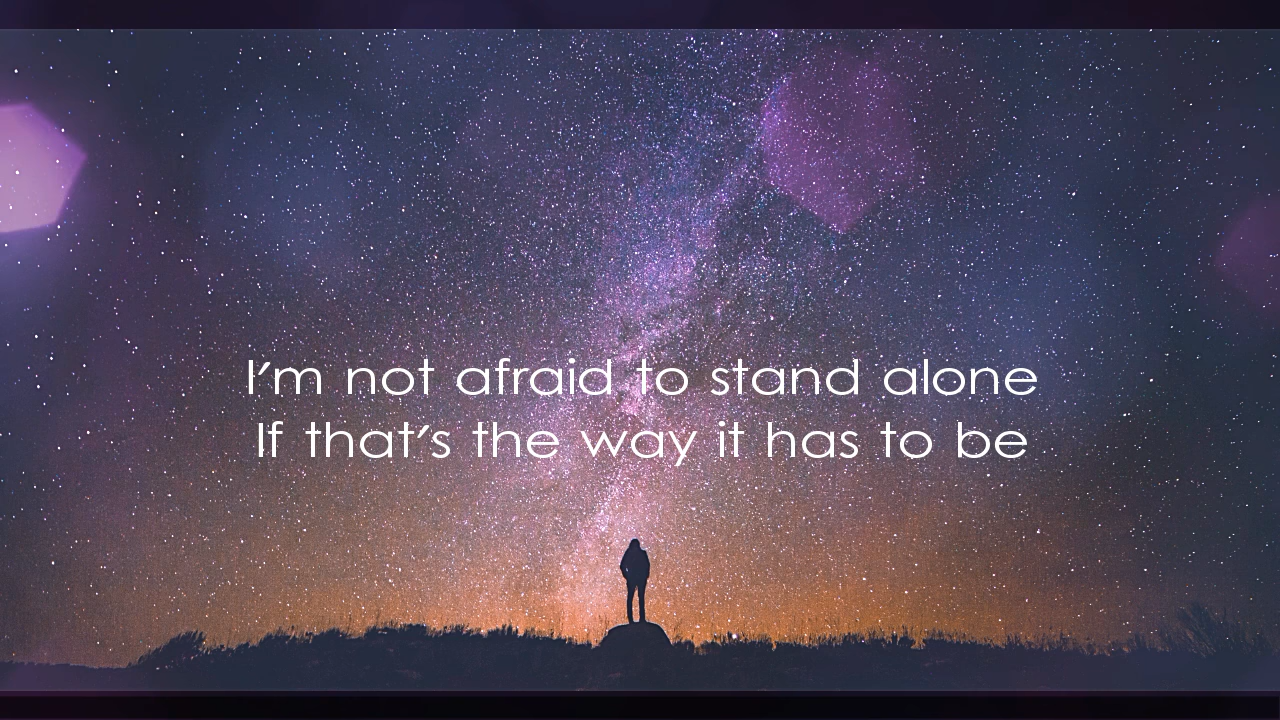 I'm not afraid to stand alone
If that's the way it has to be